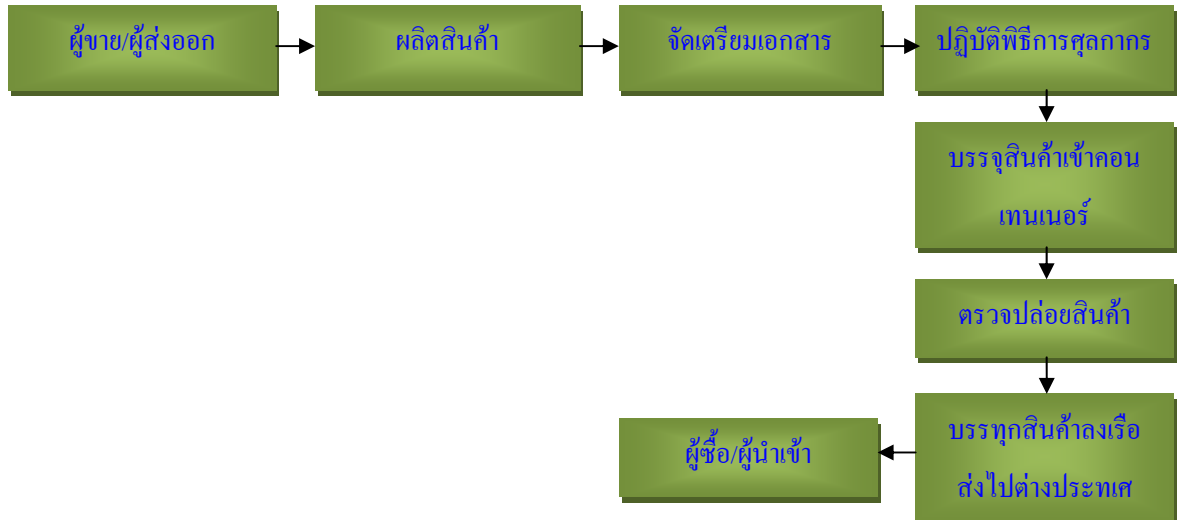 ผู้ขาย/ผู้ส่งออก
ผลิตสินค้า
จัดเตรียมเอกสาร
ปฏิบัติพิธีการศุลกากร
บรรจุสินค้าเข้าคอน
เทนเนอร์
ตรวจปล่อยสินค้า
บรรทุกสินค้าลงเรือ
ส่งไปต่างประเทศ
ผู้ซื้อ/ผู้นำเข้า